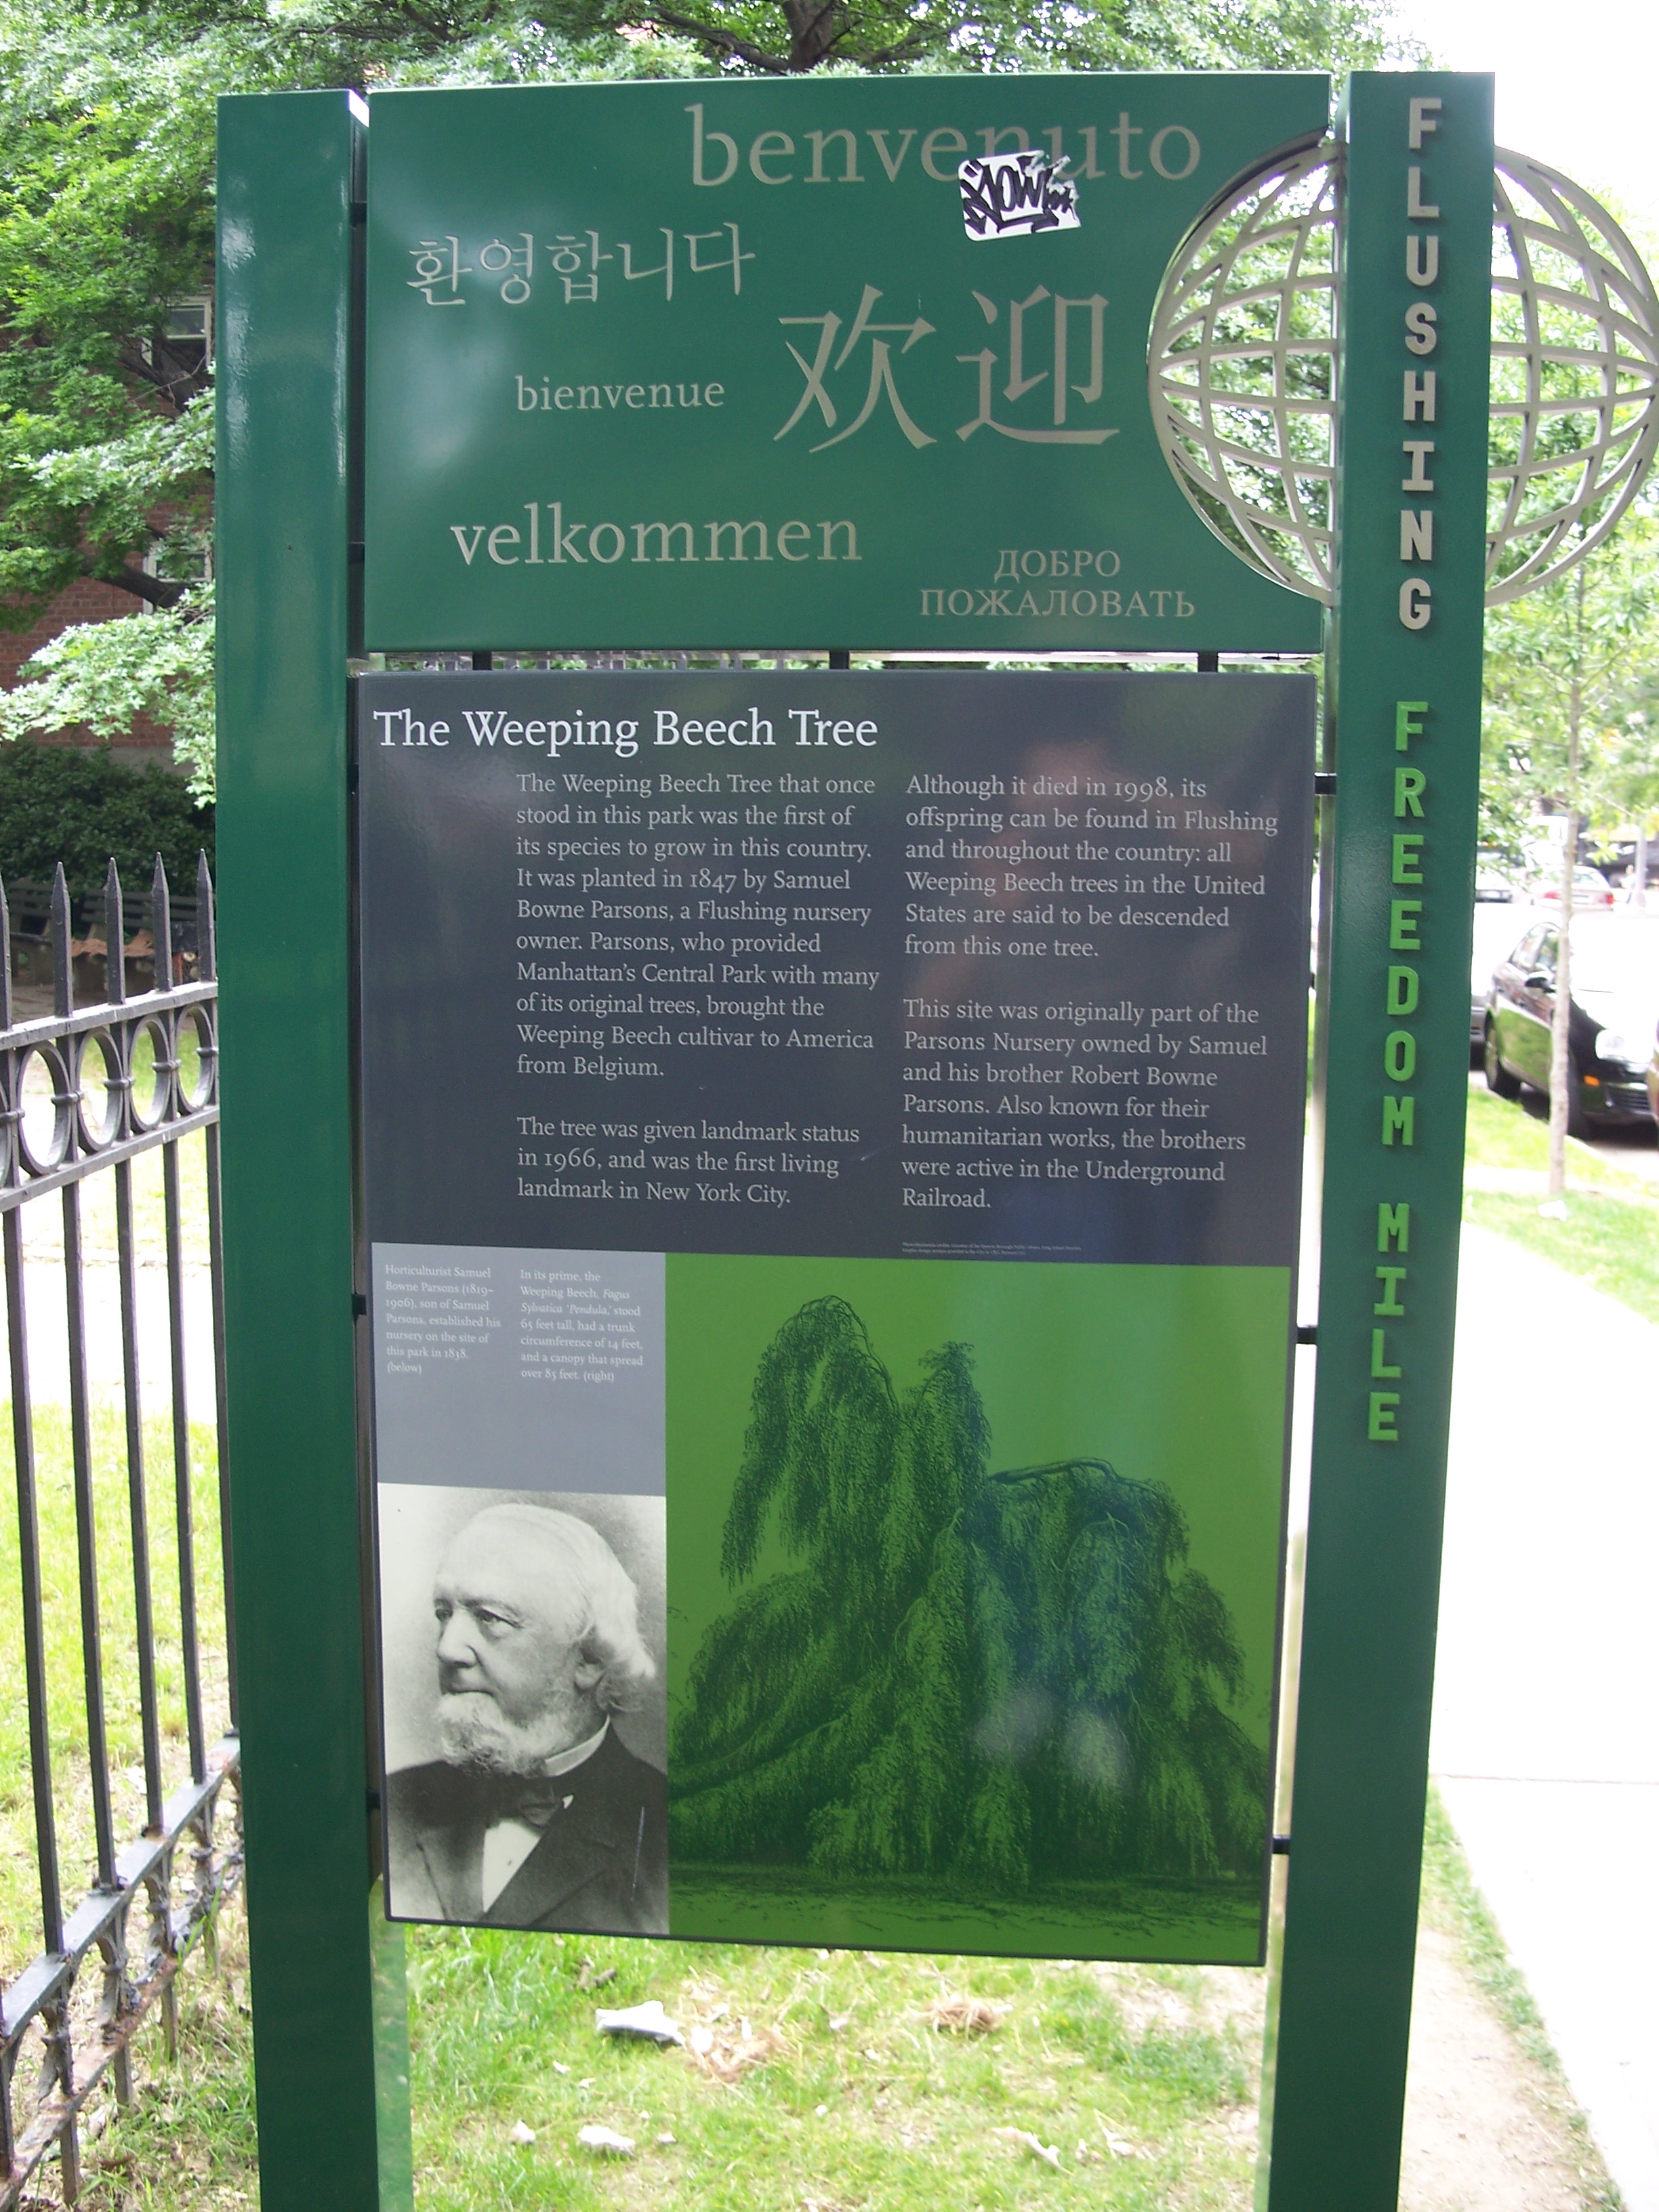 benvenuto
환영합니다
欢迎
bienvenue
velkommen
ДОБРО
ПОЖАЛОВАТЬ
FLUSHING FREEDOM MILE
The Weeping Beech Tree
The Weeping Beech Tree that once
stood in this park was the first of
its species to grow in this country.
It was planted in 1847 by Samuel
Bowne Parsons, a Flushing nursery
owner. Parsons, who provided
Manhattan's Central Park with many
of its original trees, brought the
Weeping Beech cultivar to America
from Belgium.
The tree was given landmark status
in 1966, and was the first living
landmark in New York City.
Although it died in 1998, its
offspring can be found in Flushing
and throughout the country: all
Weeping Beech trees in the United
States are said to be descended
from this one tree.
This site was originally part of the
Parsons Nursery owned by Samuel
and his brother Robert Bowne
Parsons. Also known for their
humanitarian works, the brothers
were active in the Underground
Railroad.
Horticulturist Samuel
Bowne Parsons (1819–
1906), son of Samuel
Parsons, established his
nursery on the site of
this park in 1838.
(below)
In its prime, the
Weeping Beech, Fagus
Sylvatica 'Pendula,' stood
65 feet tall, had a trunk
circumference of 14 feet,
and a canopy that spread
over 85 feet. (right)